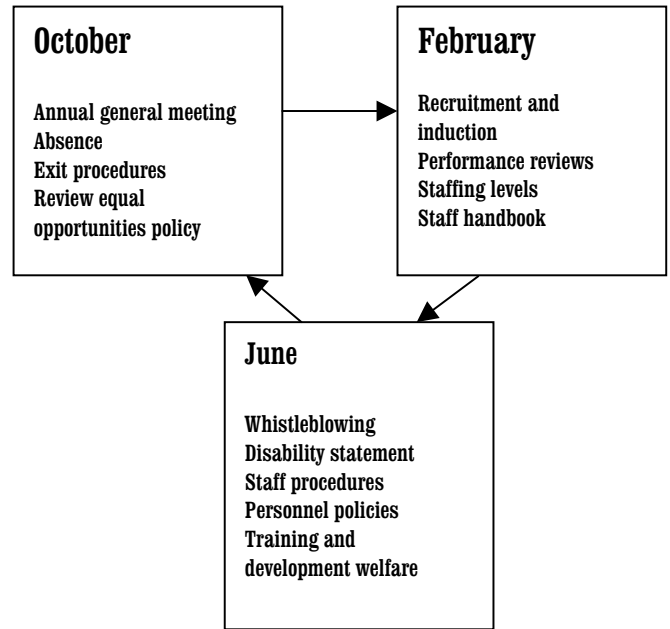 October
Annual general meeting
Absence
Exit procedures
Review equal
opportunities policy
February
Recruitment and
induction
Performance reviews
Staffing levels
Staff handbook
June
Whistleblowing
Disability statement
Staff procedures
Personnel policies
Training and
development welfare